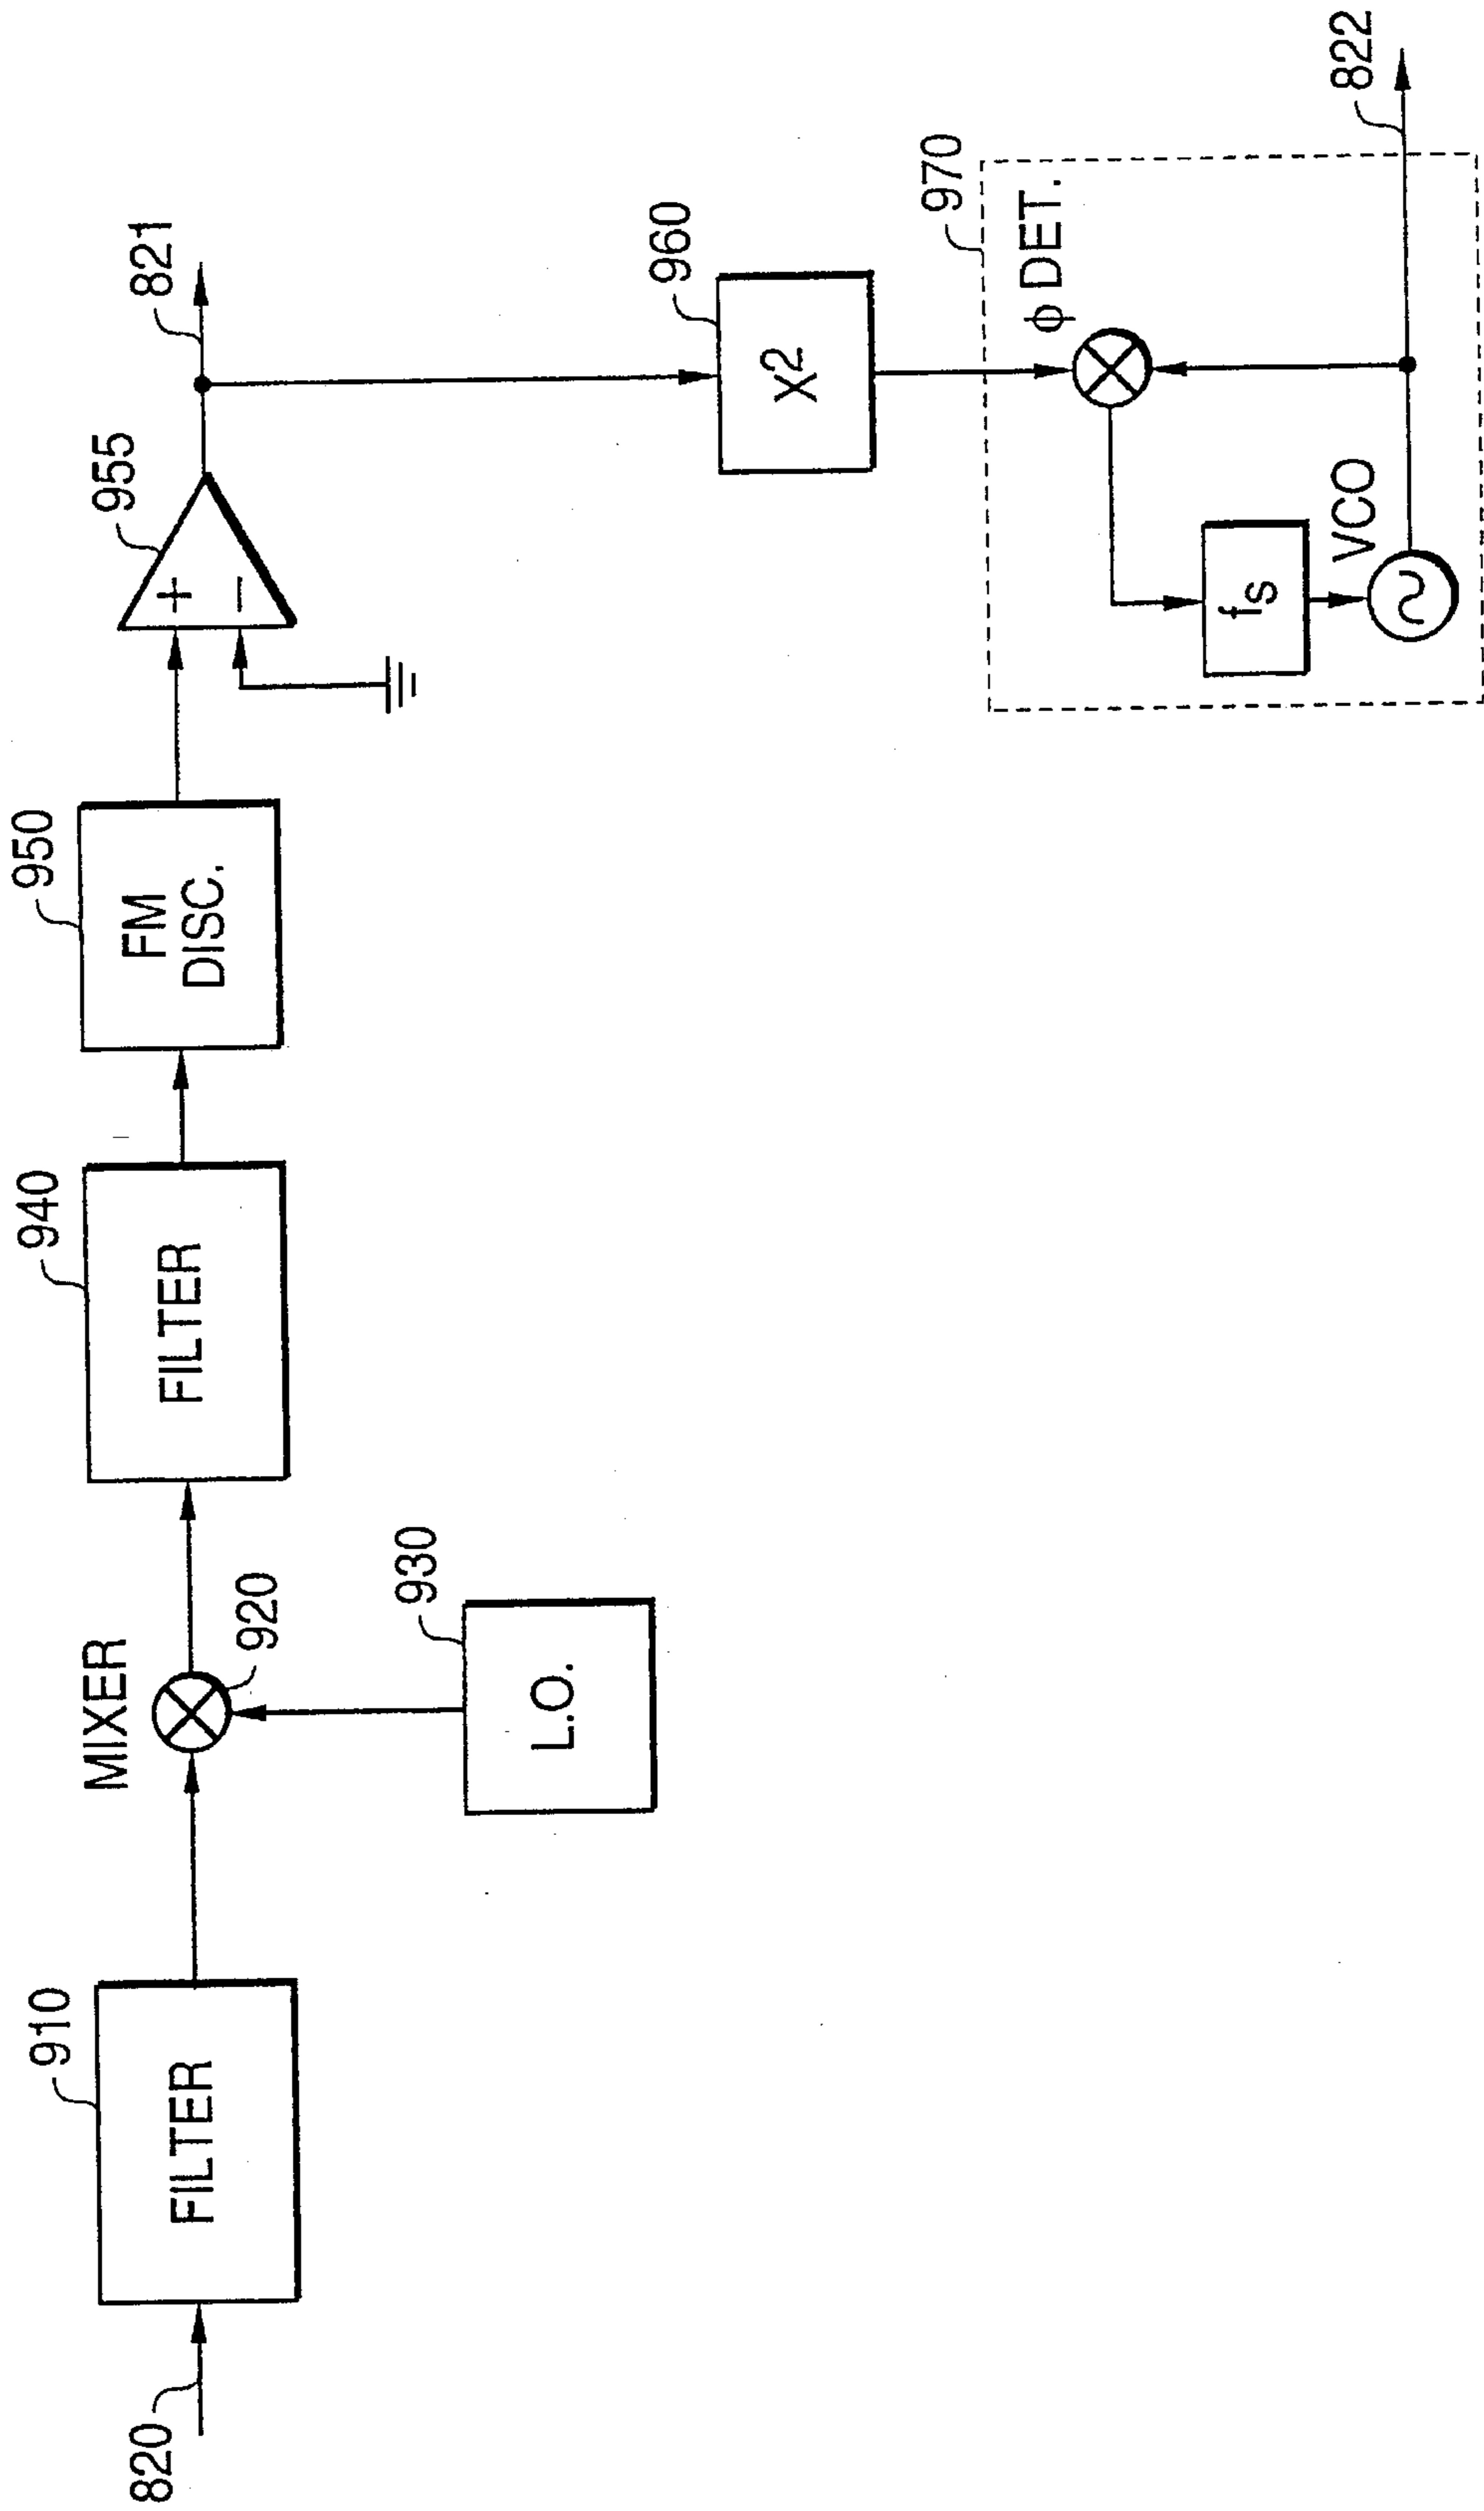 820
910
FILTER
MIXER
920
930
L.O.
940
FILTER
950
FM
DISC.
955
+
−
821
960
x2
970
φ DET.
fs
VCO
822